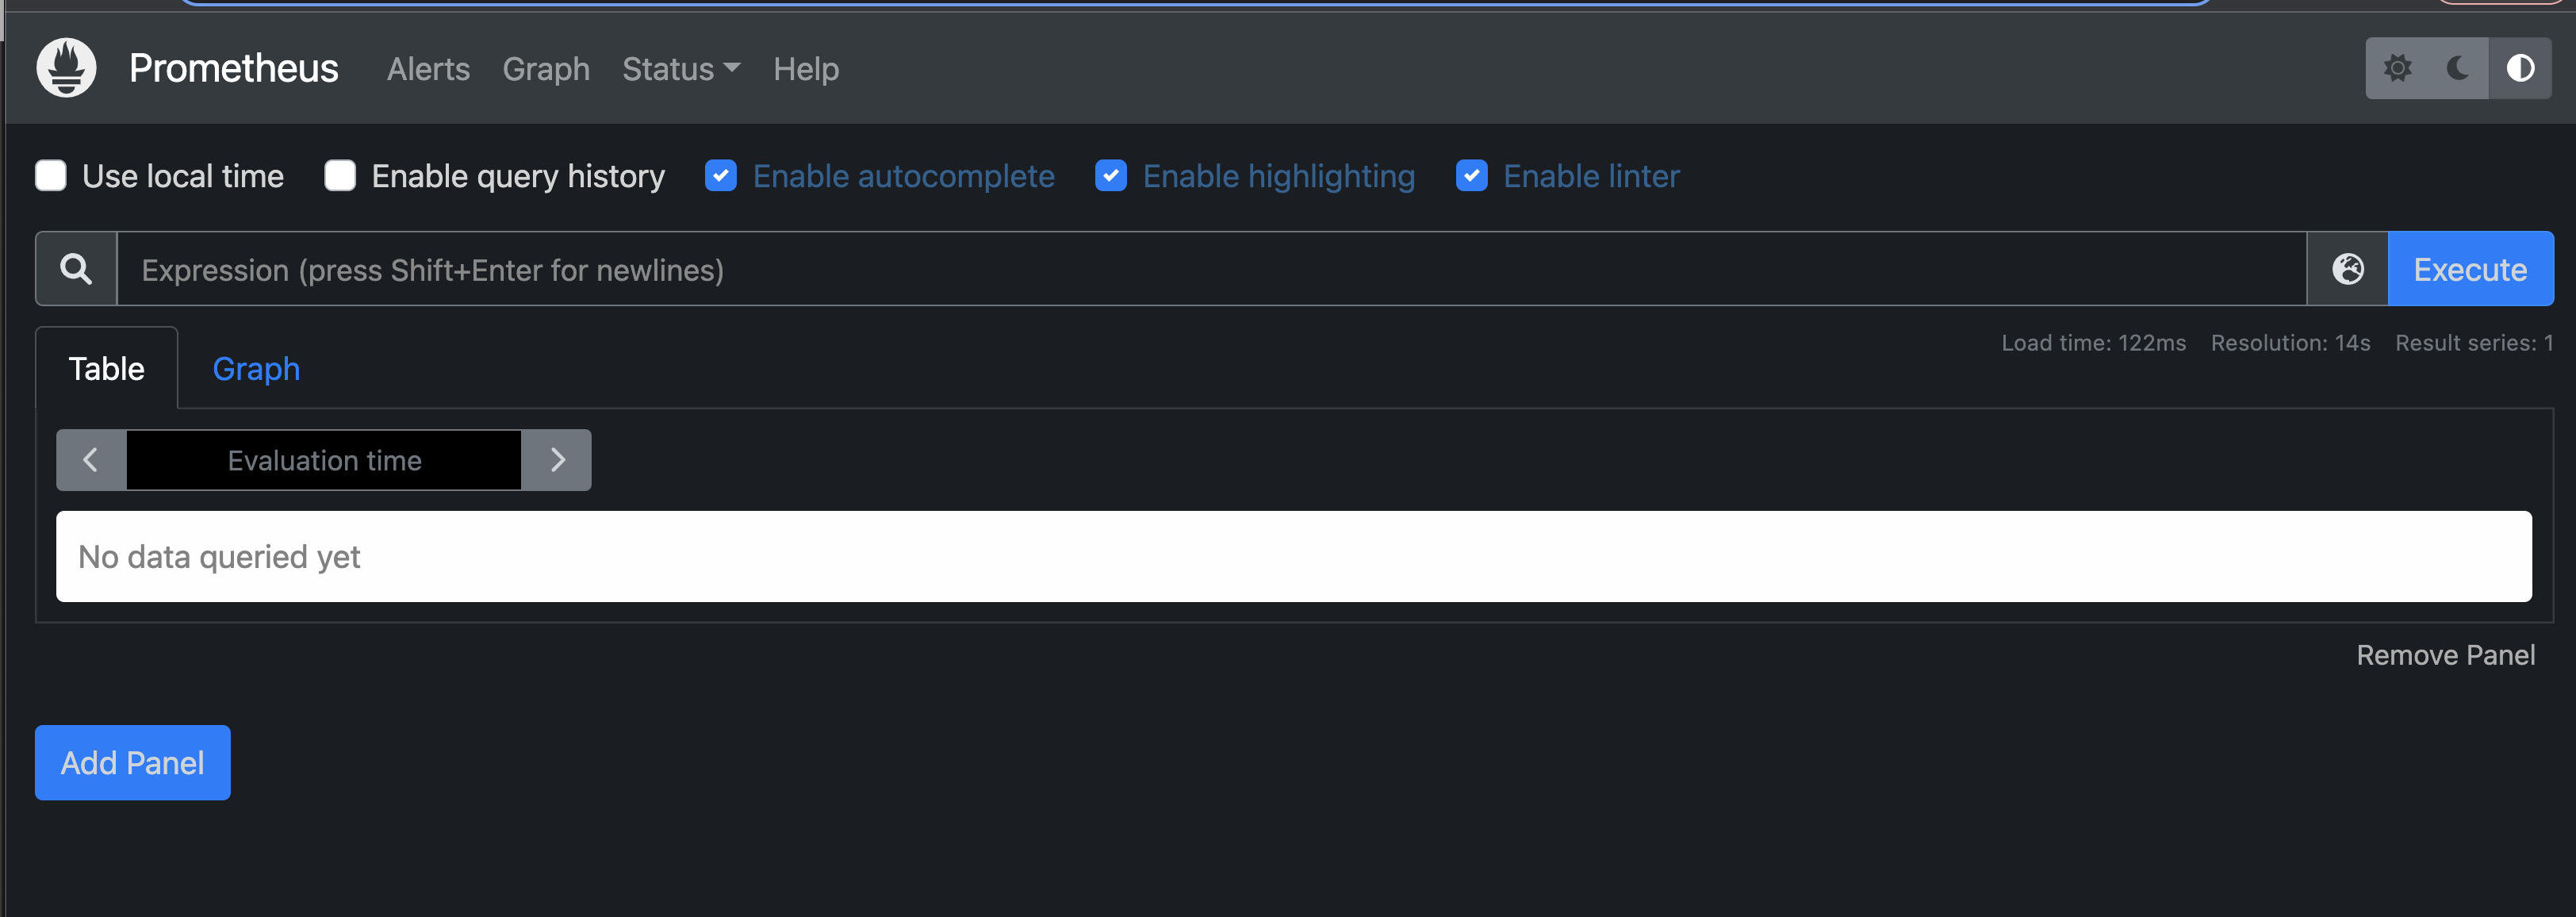 Prometheus Alerts Graph Status Help
Use local time Enable query history Enable autocomplete Enable highlighting Enable linter
Expression (press Shift+Enter for newlines) Execute
Load time: 122ms Resolution: 14s Result series: 1
Table Graph
Evaluation time
No data queried yet
Remove Panel
Add Panel